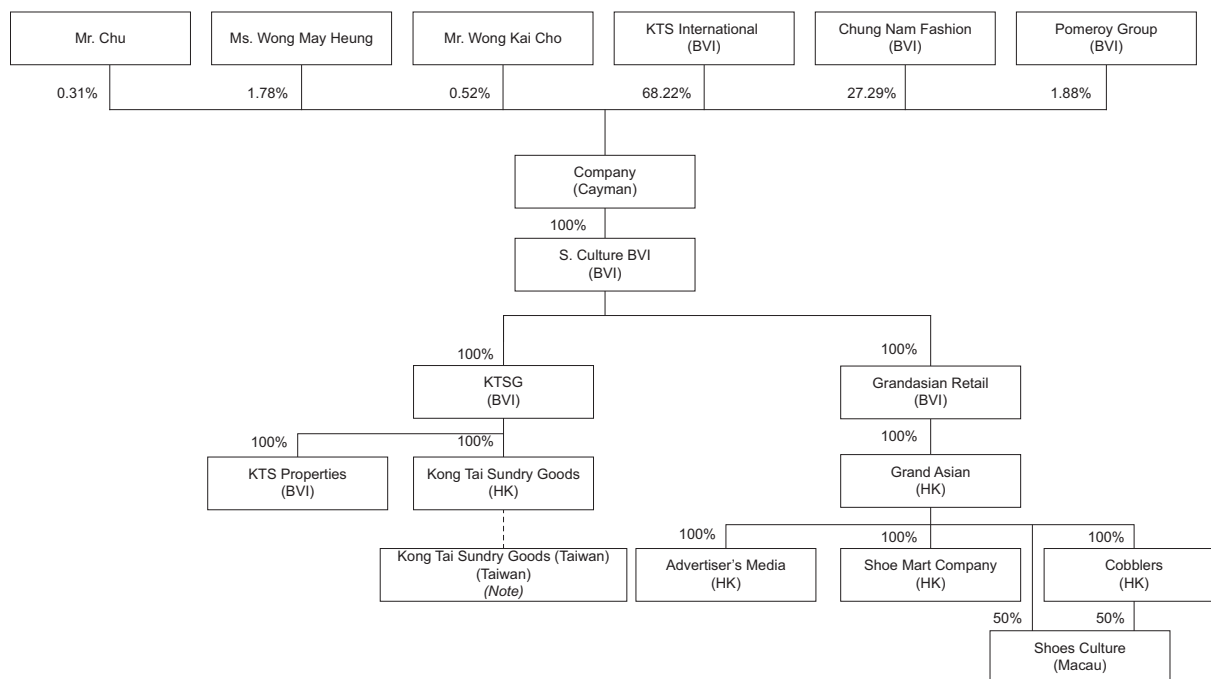 Mr. Chu
Ms. Wong May Heung
Mr. Wong Kai Cho
KTS International
(BVI)
Chung Nam Fashion
(BVI)
Pomeroy Group
(BVI)
0.31%
1.78%
0.52%
68.22%
27.29%
1.88%
Company
(Cayman)
100%
S. Culture BVI
(BVI)
100%
100%
KTSG
(BVI)
Grandasian Retail
(BVI)
100%
100%
100%
KTS Properties
(BVI)
Kong Tai Sundry Goods
(HK)
Grand Asian
(HK)
100%
100%
100%
Kong Tai Sundry Goods (Taiwan)
(Taiwan)
(Note)
Advertiser's Media
(HK)
Shoe Mart Company
(HK)
Cobblers
(HK)
50%
50%
Shoes Culture
(Macau)